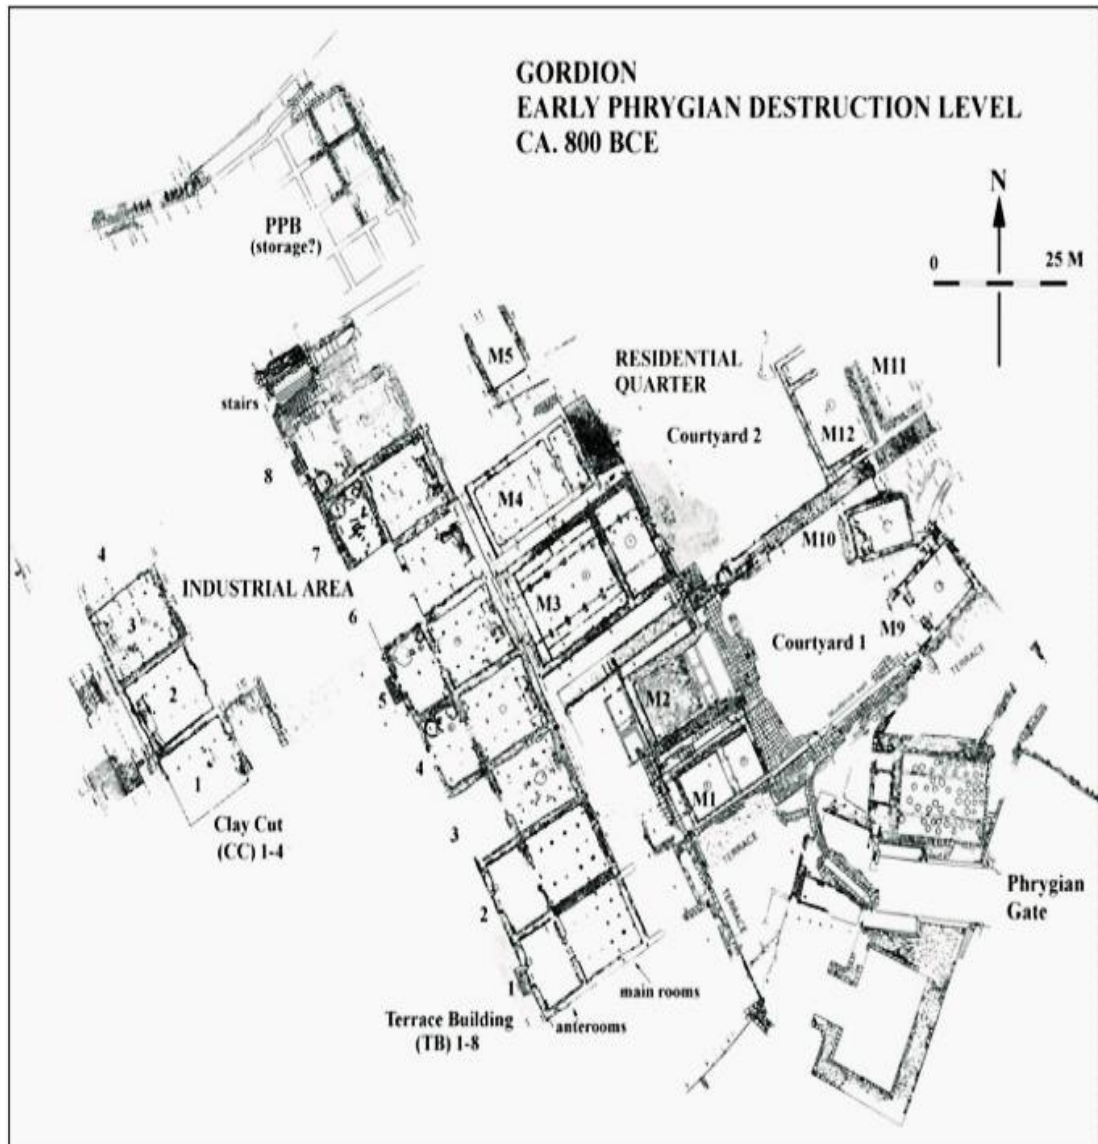 GORDION
EARLY PHRYGIAN DESTRUCTION LEVEL
CA. 800 BCE
N
0 25 M
PPB
(storage?)
M5
RESIDENTIAL
QUARTER
M11
stairs
Courtyard 2
M12
8
M4
M10
4
7
INDUSTRIAL AREA
M3
6
3
M9
Courtyard 1
TERRACE
2
5
M2
1
4
M1
Clay Cut
(CC) 1-4
3
TERRACE
Phrygian
Gate
TERRACE
2
1
main rooms
Terrace Building
(TB) 1-8
anterooms